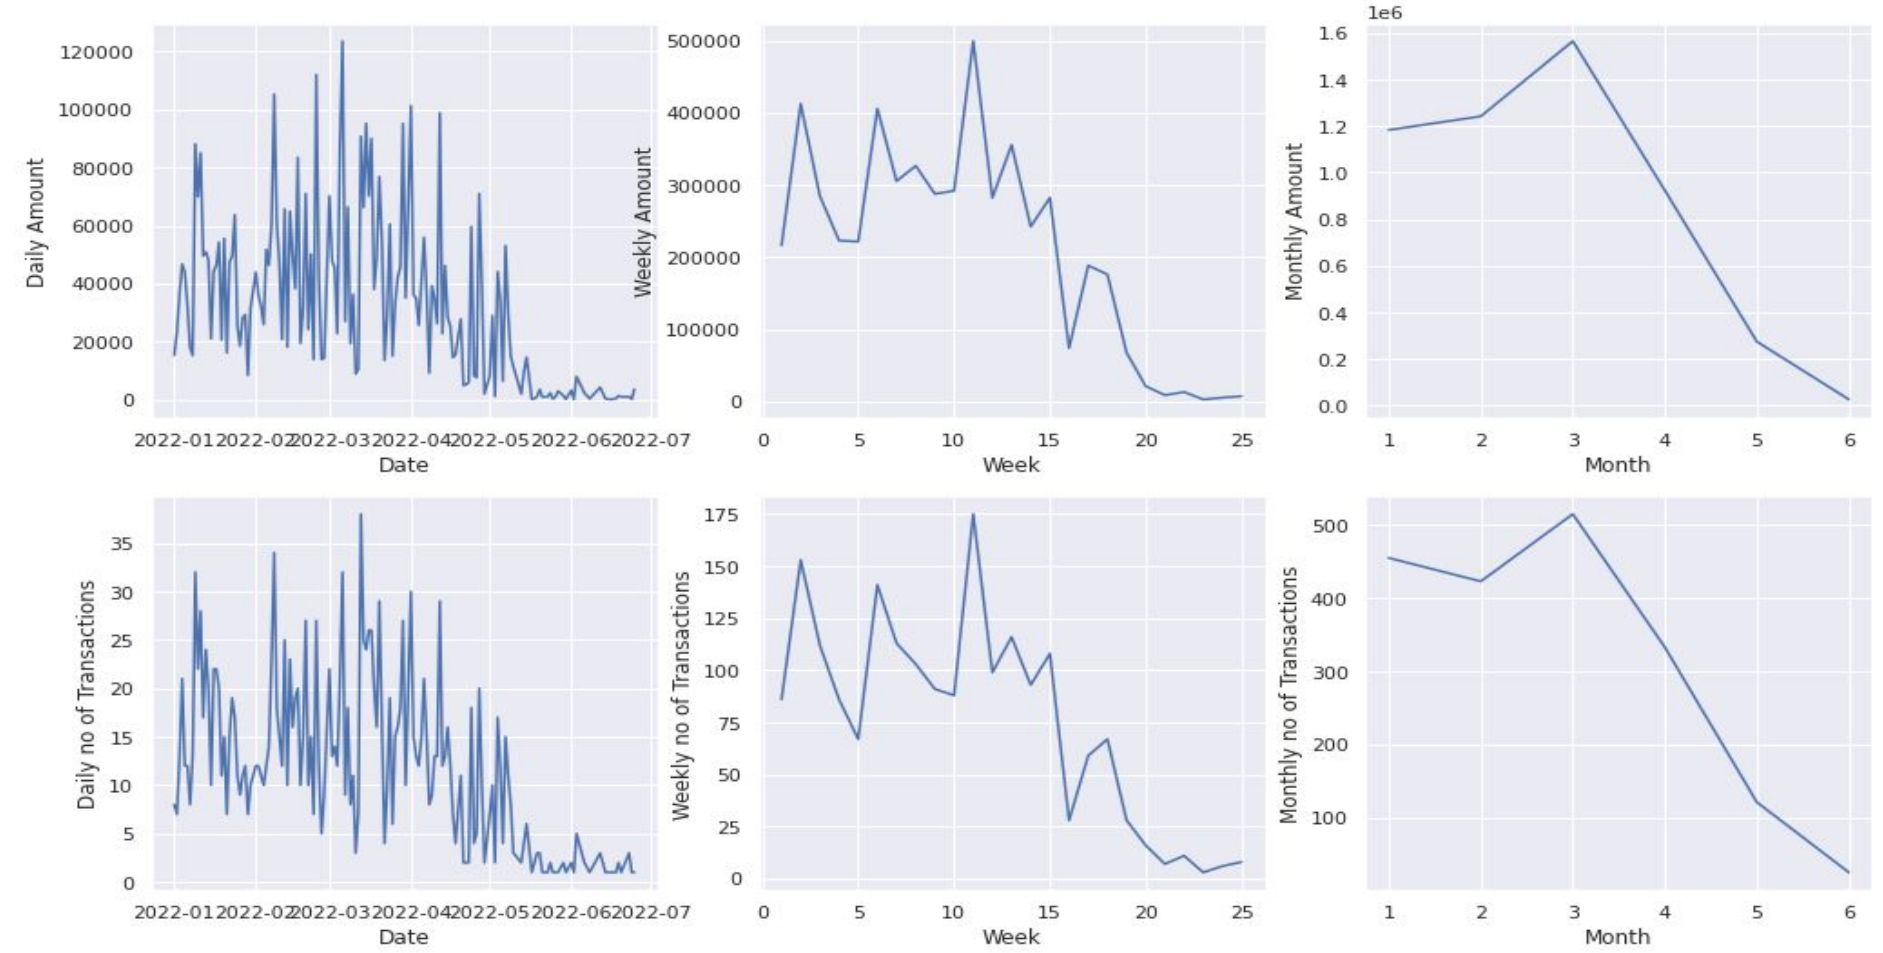 120000
100000
80000
60000
40000
20000
0
Daily Amount
2022-01 2022-02 2022-03 2022-04 2022-05 2022-06 2022-07
Date
500000
400000
300000
200000
100000
0
Weekly Amount
0 5 10 15 20 25
Week
1e6
1.6
1.4
1.2
1.0
0.8
0.6
0.4
0.2
0.0
Monthly Amount
1 2 3 4 5 6
Month
35
30
25
20
15
10
5
0
Daily no of Transactions
2022-01 2022-02 2022-03 2022-04 2022-05 2022-06 2022-07
Date
175
150
125
100
75
50
25
0
Weekly no of Transactions
0 5 10 15 20 25
Week
500
400
300
200
100
Monthly no of Transactions
1 2 3 4 5 6
Month